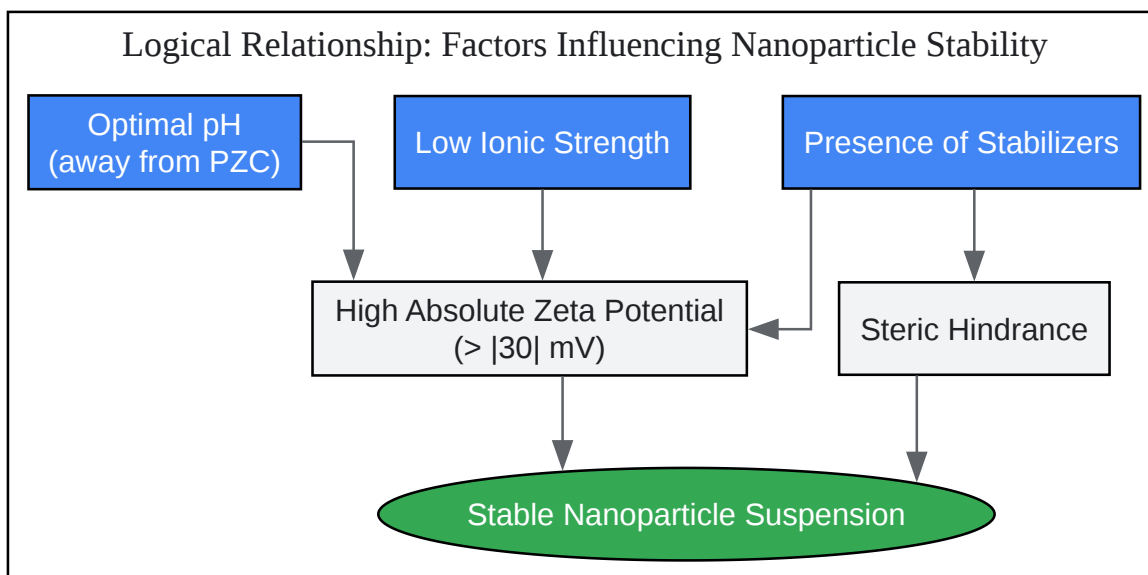 Logical Relationship: Factors Influencing Nanoparticle Stability
Optimal pH
(away from PZC)
Low Ionic Strength
Presence of Stabilizers
High Absolute Zeta Potential
(> |30| mV)
Steric Hindrance
Stable Nanoparticle Suspension